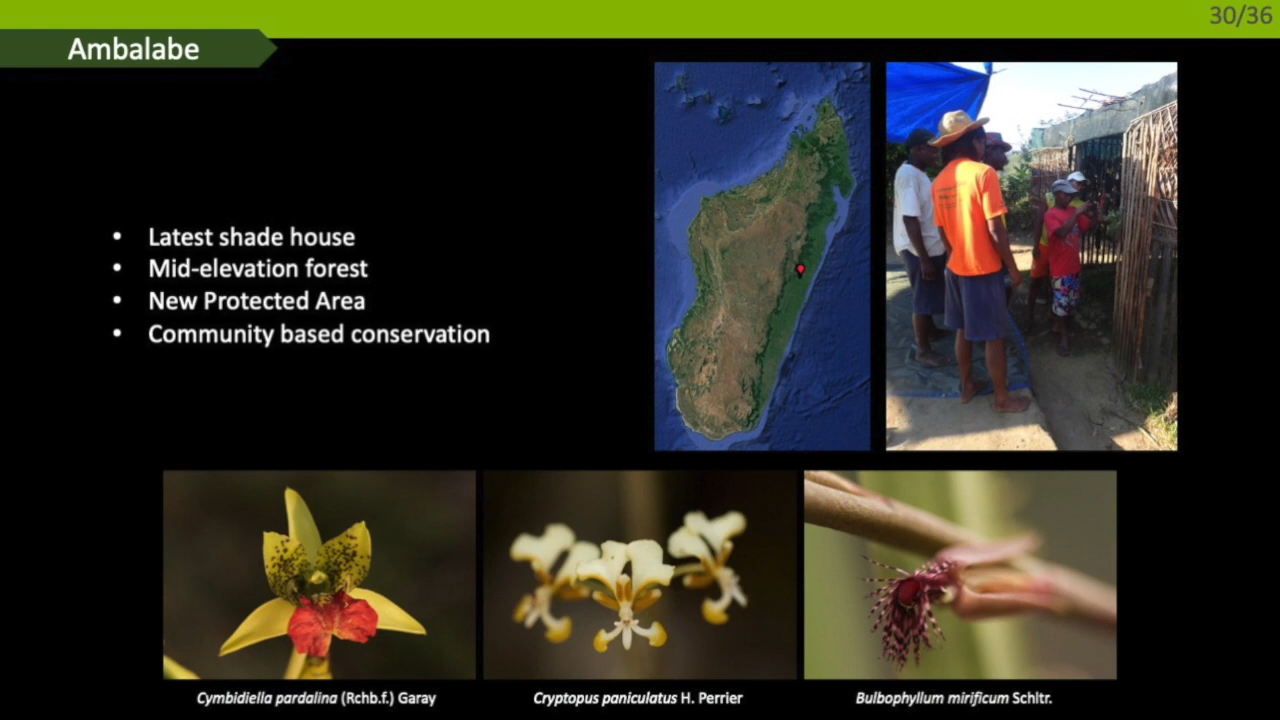 30/36
Ambalabe
• Latest shade house
• Mid-elevation forest
• New Protected Area
• Community based conservation
Cymbidiella pardalina (Rchb.f.) Garay
Cryptopus paniculatus H. Perrier
Bulbophyllum mirificum Schltr.